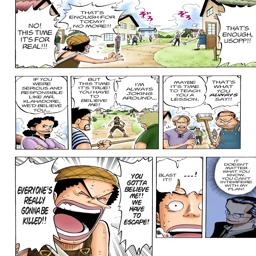 THAT'S
ENOUGH,
USOPP!!
THAT'S
ENOUGH FOR
TODAY!
NO MORE!!!
NO!
THIS TIME
IT'S FOR
REAL!!!
THAT'S
WHAT YOU
ALWAYS
SAY!!
MAYBE
IT'S TIME
TO TEACH
YOU A
LESSON.
I'M
ALWAYS
JOKING
AROUND...
BUT THIS
TIME IT'S
TRUE! YOU
HAVE TO
BELIEVE
ME!
IF YOU
WERE
SERIOUS AND
RESPONSIBLE
LIKE MR.
KLAHADORE,
WE'D BELIEVE
YOU...
IT
DOESN'T
MATTER
WHAT YOU
KNOW...
YOU CAN'T
INTERFERE
WITH MY
PLAN!
BLAST
IT!!
YOU
GOTTA
BELIEVE
ME!!
WE
HAVE TO
ESCAPE!
EVERYONE'S
REALLY
GONNA BE
KILLED!!